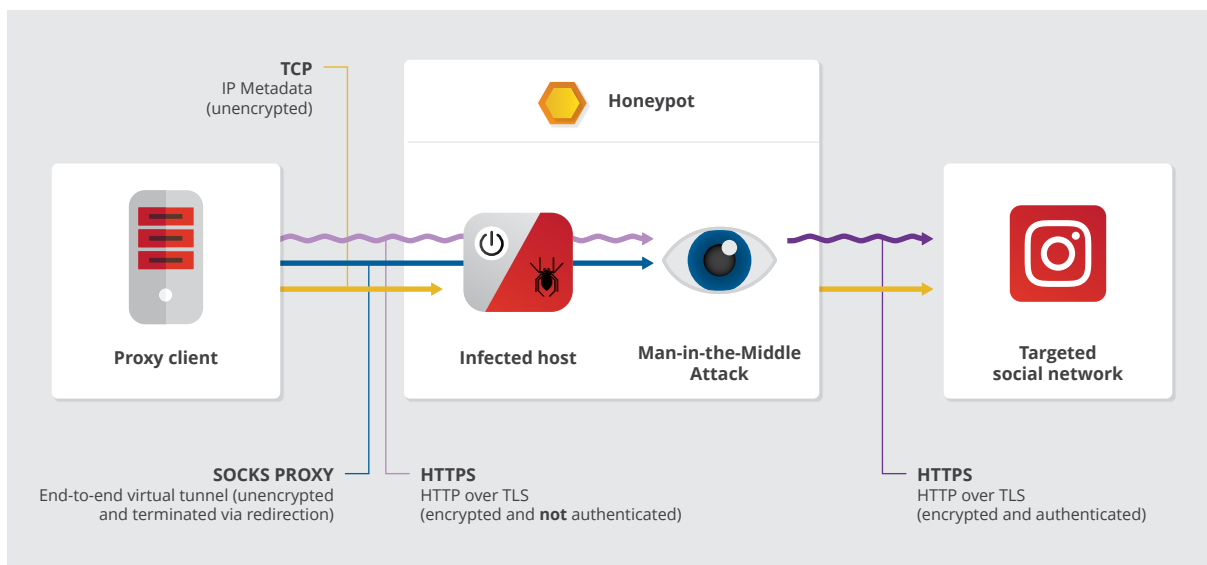 TCP
IP Metadata
(unencrypted)
Honeypot
Proxy client
Infected host
Man-in-the-Middle
Attack
Targeted
social network
SOCKS PROXY
End-to-end virtual tunnel (unencrypted
and terminated via redirection)
HTTPS
HTTP over TLS
(encrypted and not authenticated)
HTTPS
HTTP over TLS
(encrypted and authenticated)